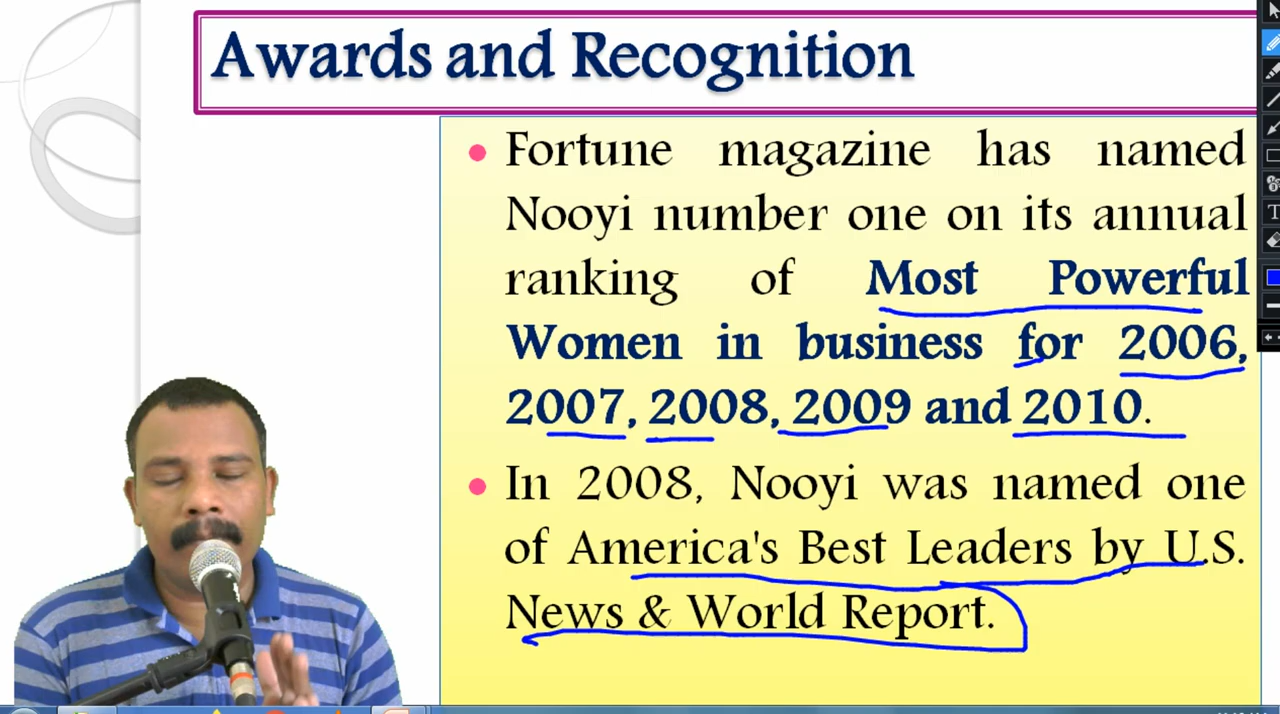 Awards and Recognition
Fortune magazine has named
Nooyi number one on its annual
ranking of Most Powerful
Women in business for 2006,
2007, 2008, 2009 and 2010.
In 2008, Nooyi was named one
of America's Best Leaders by U.S.
News & World Report.